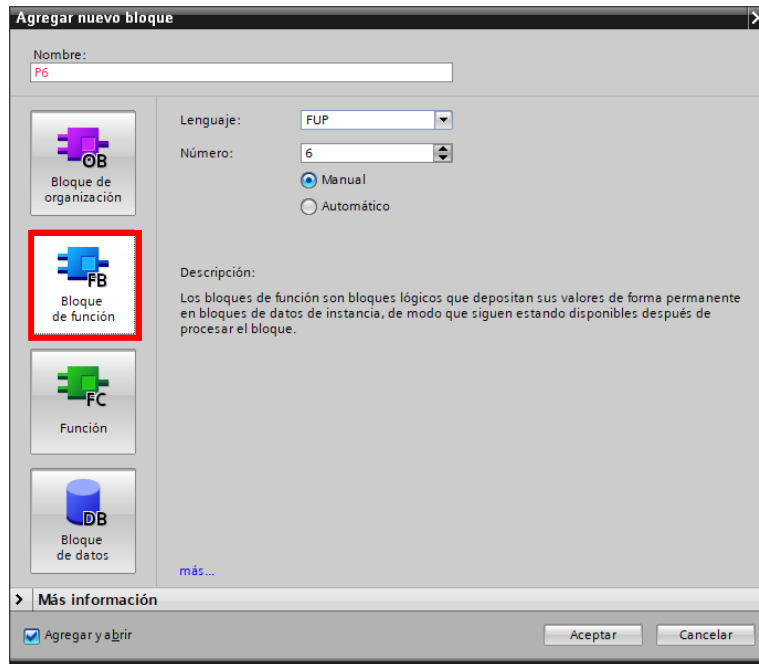 Agregar nuevo bloque
Nombre:
P6
OB
Bloque de
organización
FB
Bloque
de función
FC
Función
DB
Bloque
de datos
Lenguaje:
FUP
Número:
6
Manual
Automático
Descripción:
Los bloques de función son bloques lógicos que depositan sus valores de forma permanente
en bloques de datos de instancia, de modo que siguen estando disponibles después de
procesar el bloque.
más...
> Más información
Agregar y abrir
Aceptar
Cancelar